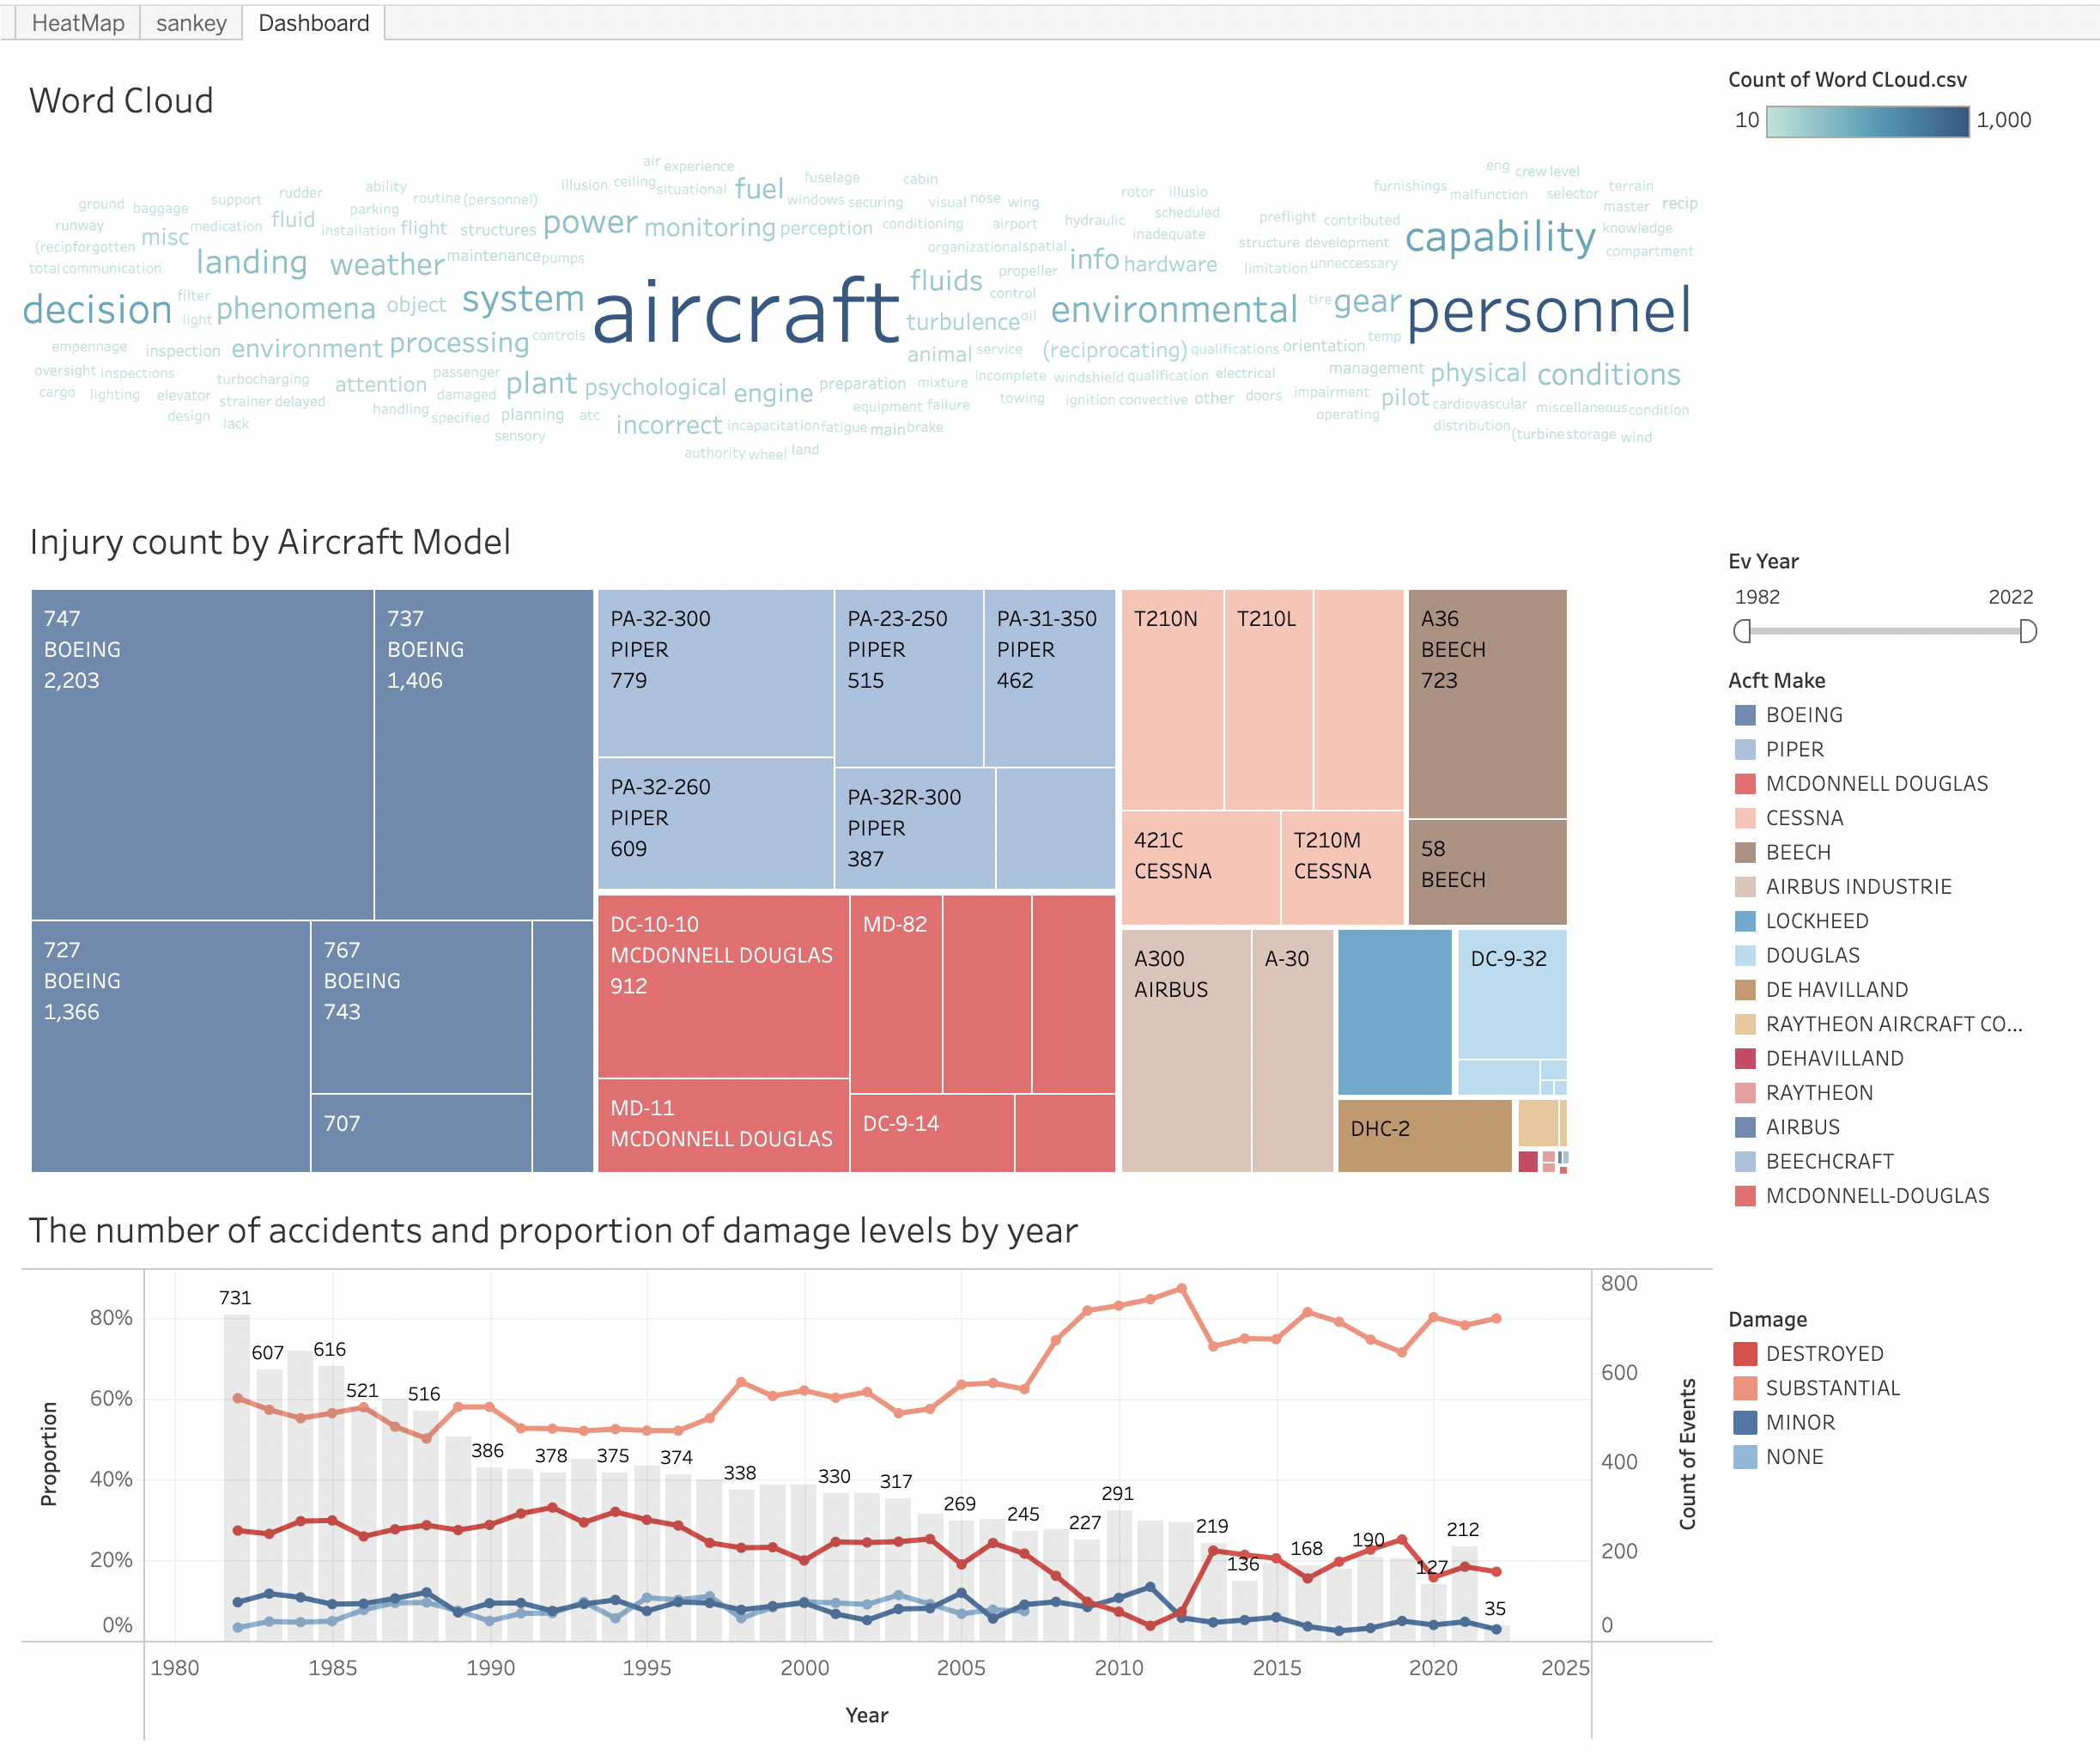 HeatMap sankey Dashboard
Word Cloud
Count of Word CLoud.csv
10 1,000
air experience
illusion ceiling situational fuel fuselage cabin
eng crew level
furnishings malfunction selector terrain
master recip
support rudder ability routine (personnel)
ground baggage parking
windows securing visual nose wing
rotor illusio
runway medication fluid installation flight structures power monitoring perception conditioning airport hydraulic scheduled
preflight contributed capability knowledge
(recipforgotten misc
organizationalspatial inadequate structure development
compartment
total communication landing weather maintenance pumps
propeller info hardware limitation unneccessary
decision filter phenomena object system aircraft fluids control environmental tire gear personnel
light
turbulence oil
empennage inspection environment processing controls
animal service (reciprocating) qualifications orientation temp
oversight inspections turbocharging attention passenger plant psychological engine preparation mixture incomplete windshield qualification electrical management physical conditions
cargo lighting elevator strainer delayed damaged
equipment failure towing ignition convective other doors impairment pilot cardiovascular miscellaneous condition
design lack handling specified planning atc incorrect incapacitation fatigue main brake
operating
sensory
distribution (turbine storage wind
authority wheel land
Injury count by Aircraft Model
747
BOEING
2,203
737
BOEING
1,406
727
BOEING
1,366
767
BOEING
743
707
PA-32-300
PIPER
779
PA-23-250
PIPER
515
PA-31-350
PIPER
462
PA-32-260
PIPER
609
PA-32R-300
PIPER
387
DC-10-10
MCDONNELL DOUGLAS
912
MD-82
MD-11
MCDONNELL DOUGLAS
DC-9-14
T210N
T210L
421C
CESSNA
T210M
CESSNA
A36
BEECH
723
58
BEECH
A300
AIRBUS
A-30
DC-9-32
DHC-2
Ev Year
1982 2022
Acft Make
BOEING
PIPER
MCDONNELL DOUGLAS
CESSNA
BEECH
AIRBUS INDUSTRIE
LOCKHEED
DOUGLAS
DE HAVILLAND
RAYTHEON AIRCRAFT CO...
DEHAVILLAND
RAYTHEON
AIRBUS
BEECHCRAFT
MCDONNELL-DOUGLAS
The number of accidents and proportion of damage levels by year
Proportion
80%
60%
40%
20%
0%
731
607
616
521
516
386
378
375
374
338
330
317
269
245
227
291
219
136
168
190
127
212
35
800
600
400
200
0
Count of Events
1980 1985 1990 1995 2000 2005 2010 2015 2020 2025
Year
Damage
DESTROYED
SUBSTANTIAL
MINOR
NONE